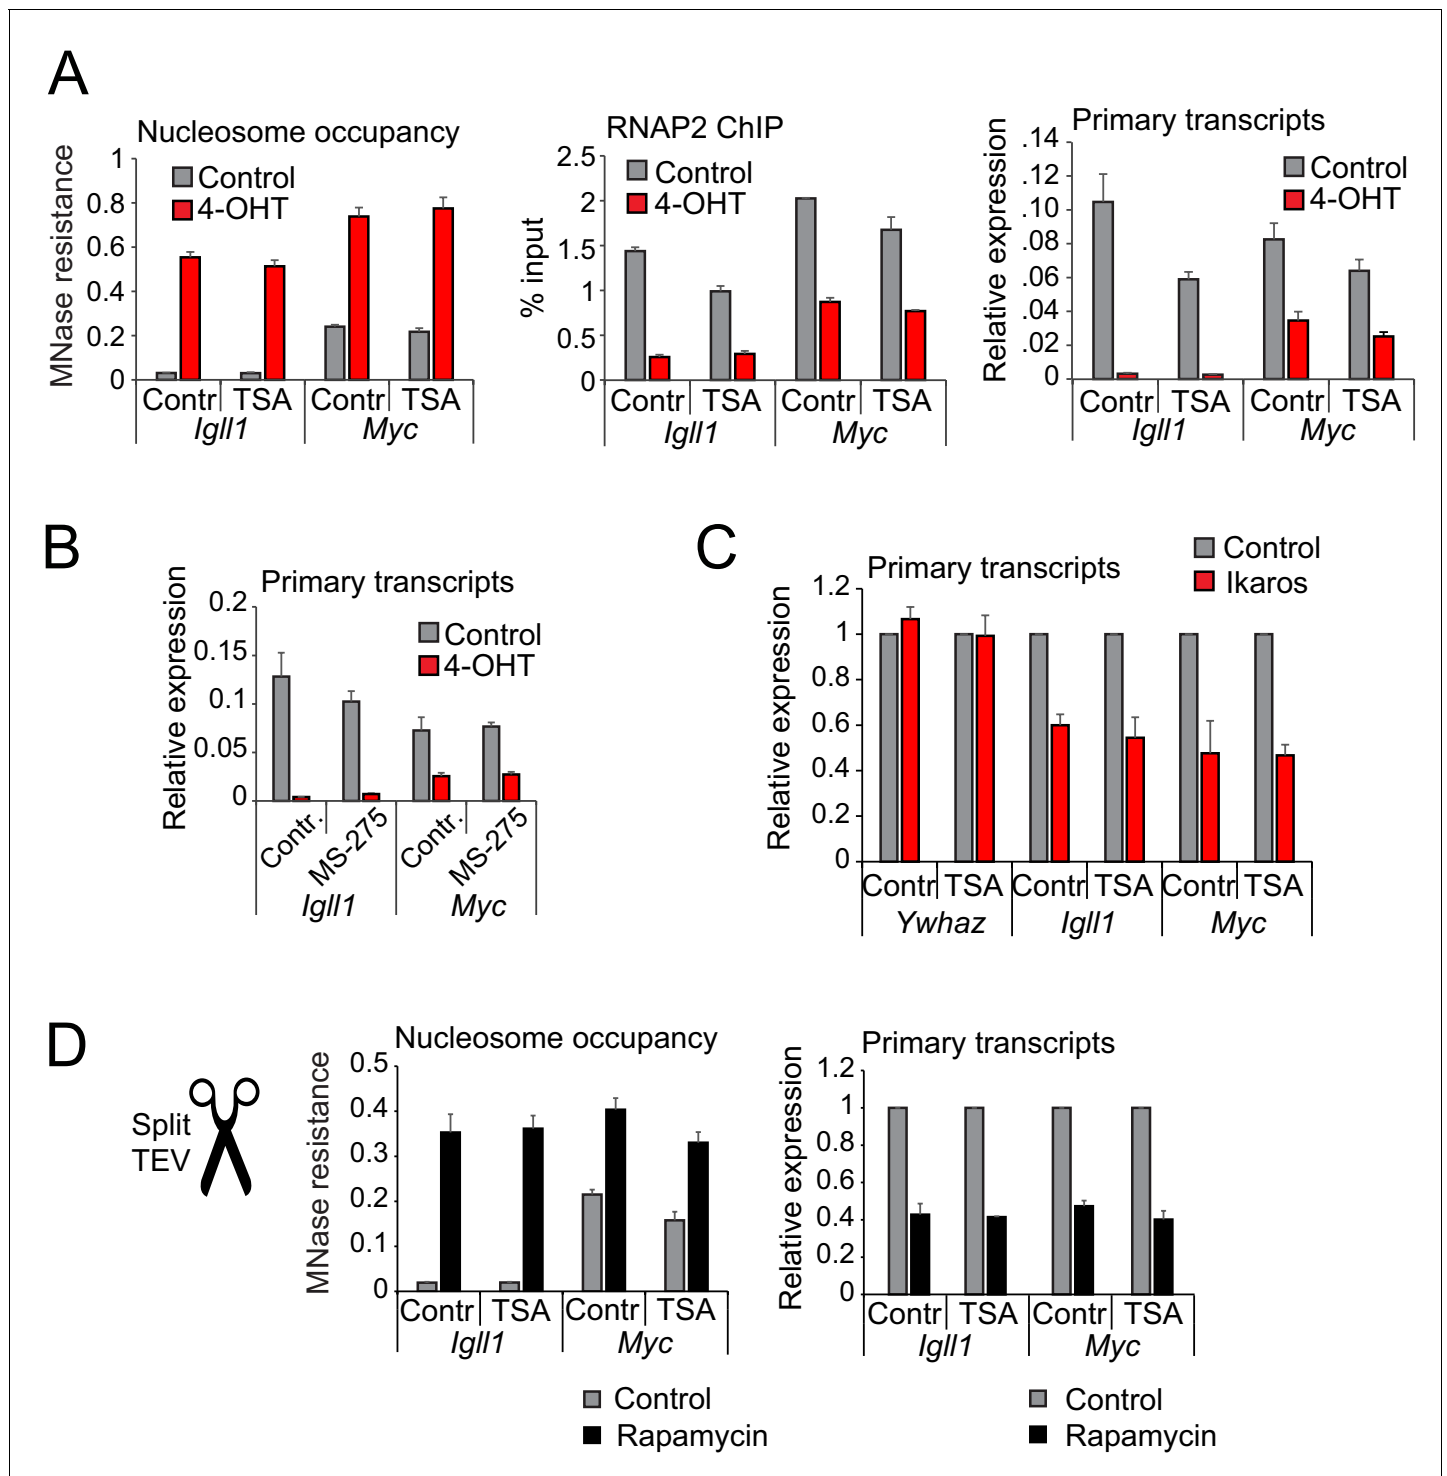 A
Nucleosome occupancy
MNase resistance
1
0.8
0.6
0.4
0.2
0
Control
4-OHT
Contr
TSA
Contr
TSA
Igll1
Myc
RNAP2 ChIP
% input
2.5
2
1.5
1
0.5
0
Control
4-OHT
Contr
TSA
Contr
TSA
Igll1
Myc
Primary transcripts
Relative expression
.14
.12
.10
.08
.06
.04
.02
0
Control
4-OHT
Contr
TSA
Contr
TSA
Igll1
Myc
B
Primary transcripts
Relative expression
0.2
0.15
0.1
0.05
0
Control
4-OHT
Contr.
MS-275
Contr.
MS-275
Igll1
Myc
C
Primary transcripts
Relative expression
Control
Ikaros
1.2
1
0.8
0.6
0.4
0.2
0
Contr
TSA
Contr
TSA
Contr
TSA
Ywhaz
Igll1
Myc
D
Split
TEV
Nucleosome occupancy
MNase resistance
0.5
0.4
0.3
0.2
0.1
0
Contr
TSA
Contr
TSA
Igll1
Myc
Control
Rapamycin
Primary transcripts
Relative expression
1.2
1
0.8
0.6
0.4
0.2
0
Contr
TSA
Contr
TSA
Igll1
Myc
Control
Rapamycin